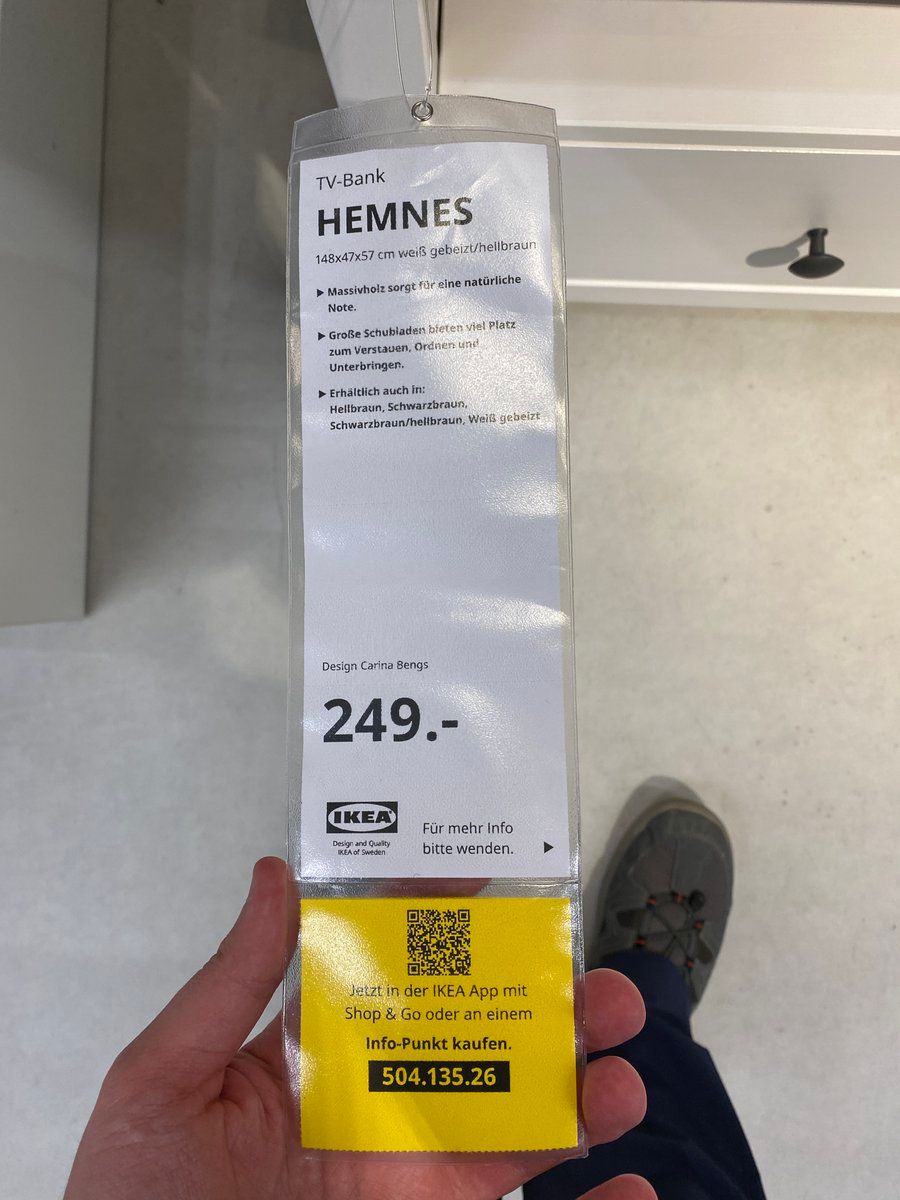 TV-Bank
HEMNES
148x47x57 cm weiß gebeizt/hellbraun
▶ Massivholz sorgt für eine natürliche
Note.
▶ Große Schubladen bieten viel Platz
zum Verstauen, Ordnen und
Unterbringen.
▶ Erhältlich auch in:
Hellbraun, Schwarzbraun,
Schwarzbraun/hellbraun, Weiß gebeizt
Design Carina Bengs
249.-
IKEA
Design and Quality
IKEA of Sweden
Für mehr Info
bitte wenden. ▶
Jetzt in der IKEA App mit
Shop & Go oder an einem
Info-Punkt kaufen.
504.135.26